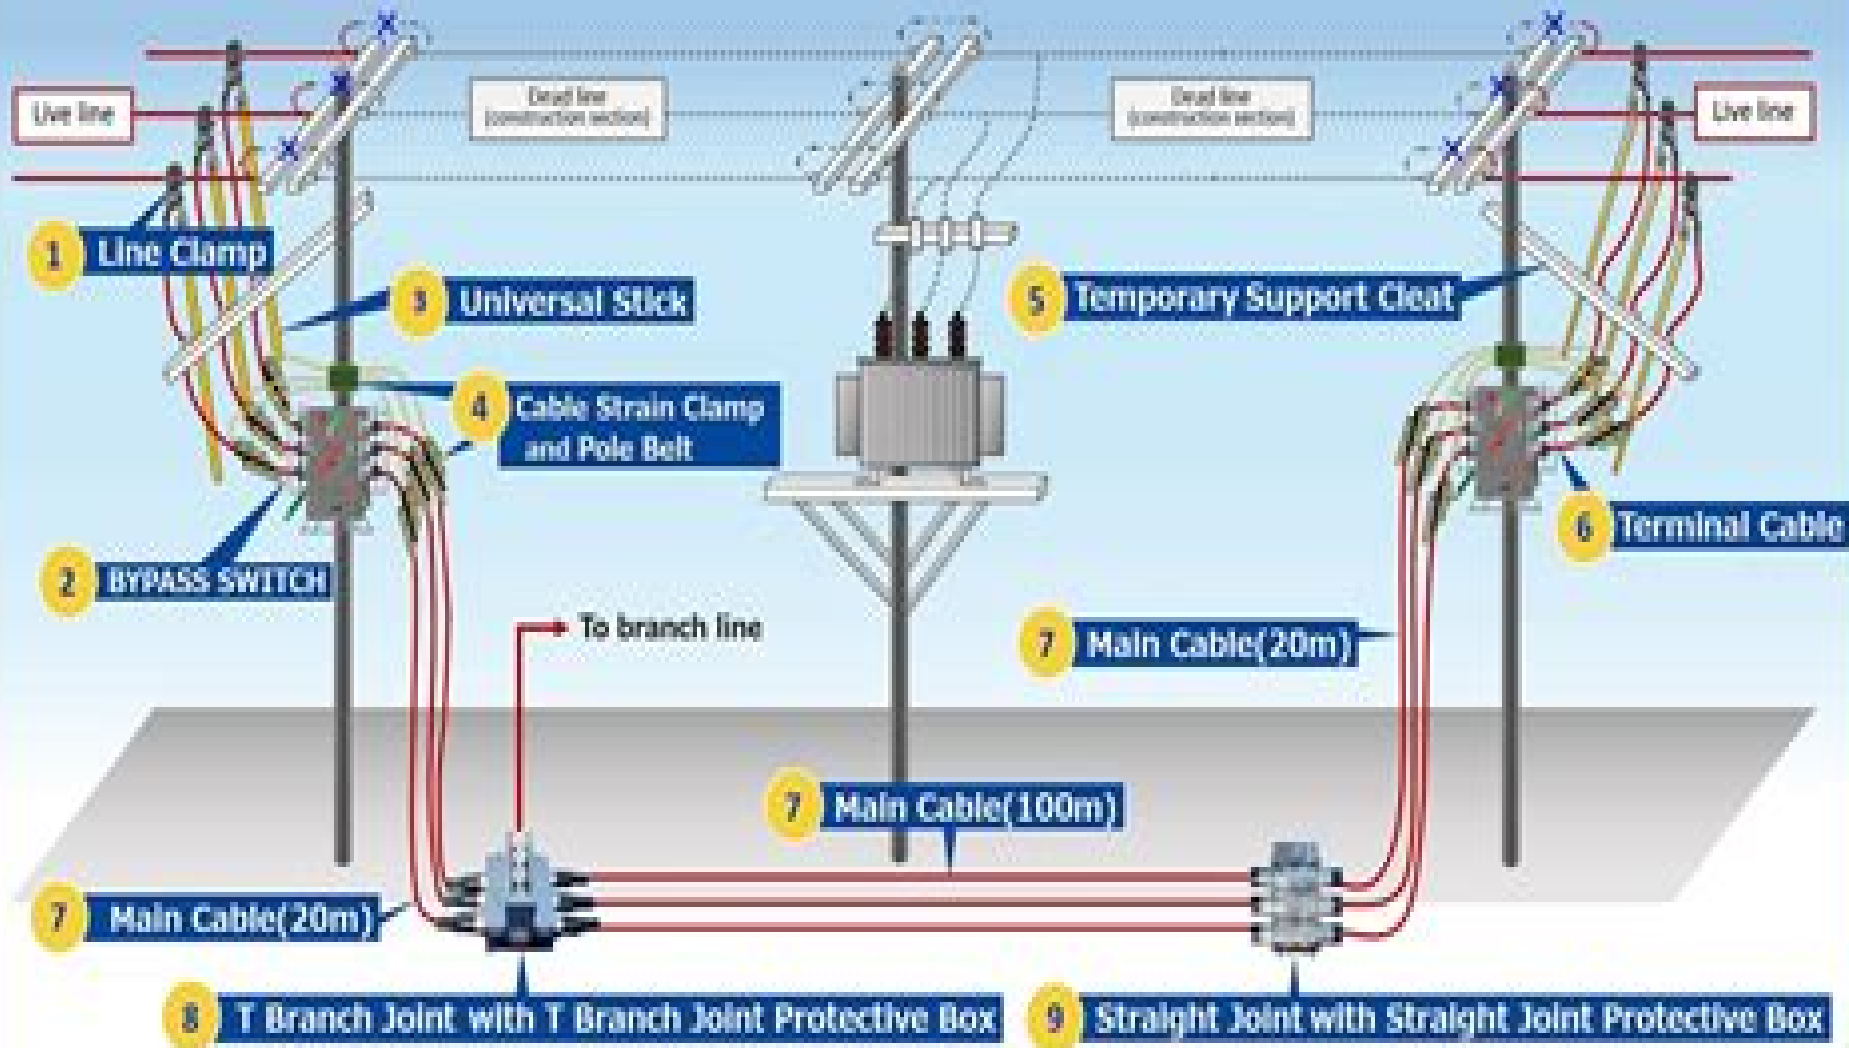 Live line
Dead line
(construction section)
Dead line
(construction section)
Live line
1 Line Clamp
3 Universal Stick
5 Temporary Support Cleat
4 Cable Strain Clamp
and Pole Belt
6 Terminal Cable
2 BYPASS SWITCH
To branch line
7 Main Cable(20m)
7 Main Cable(100m)
7 Main Cable(20m)
8 T Branch Joint with T Branch Joint Protective Box
9 Straight Joint with Straight Joint Protective Box